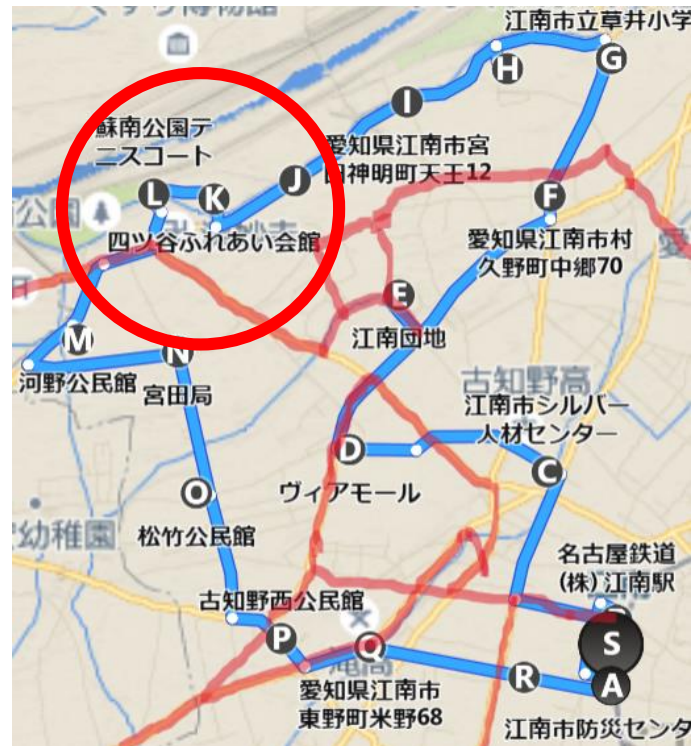 江南市立草井小学
G
H
I
蘇南公園テ
ニスコート
愛知県江南市宮
田神明町天王12
J
L
K
F
公園
四ツ谷ふれあい会館
愛知県江南市村
久野町中郷70
E
M
江南団地
N
河野公民館
宮田局
古知野高
江南市シルバー
人材センター
D
C
ヴィアモール
O
幼稚園
松竹公民館
名古屋鉄道
(株)江南駅
古知野西公民館
S
P
Q
滝高
R
A
愛知県江南市
東野町米野68
江南市防災センタ